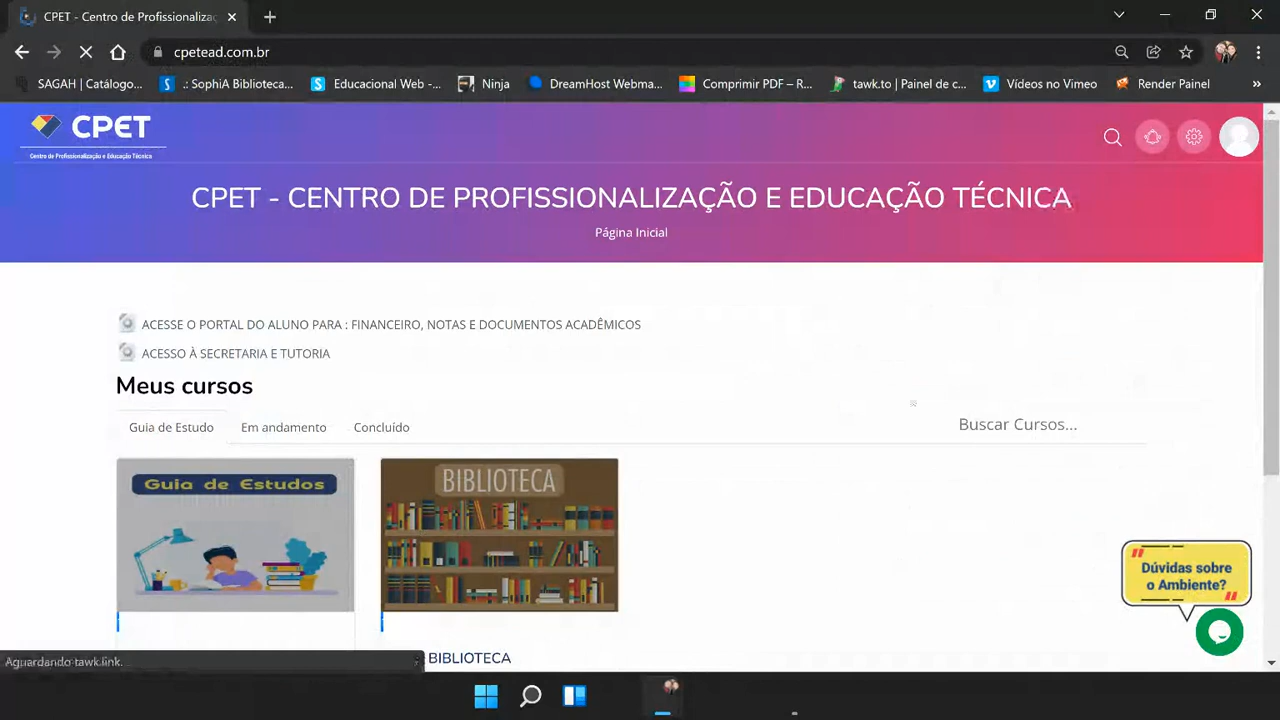 CPET - Centro de Profissionalizaç
cpetead.com.br
SAGAH | Catálogo...
.: SophiA Biblioteca...
Educacional Web -...
Ninja
DreamHost Webma...
Comprimir PDF – R...
tawk.to | Painel de c...
Vídeos no Vimeo
Render Panel
»
CPET
Centro de Profissionalização e Educação Técnica
CPET - CENTRO DE PROFISSIONALIZAÇÃO E EDUCAÇÃO TÉCNICA
Página Inicial
ACESSE O PORTAL DO ALUNO PARA : FINANCEIRO, NOTAS E DOCUMENTOS ACADÊMICOS
ACESSO À SECRETARIA E TUTORIA
Meus cursos
Guia de Estudo
Em andamento
Concluído
Buscar Cursos...
Guia de Estudos
BIBLIOTECA
Dúvidas sobre
o Ambiente?
BIBLIOTECA
Aguardando tawk.link.